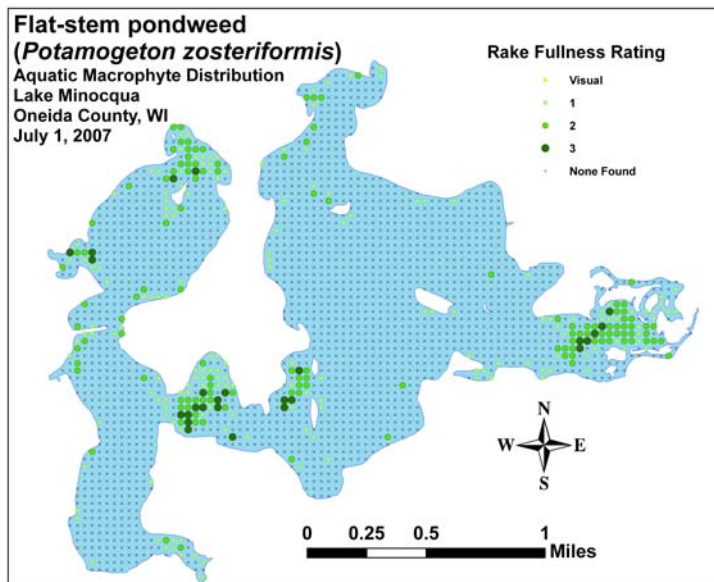 Flat-stem pondweed
(Potamogeton zosteriformis)
Aquatic Macrophyte Distribution
Lake Minocqua
Oneida County, WI
July 1, 2007
Rake Fullness Rating
Visual
1
2
3
None Found
N
W E
S
0 0.25 0.5 1
Miles